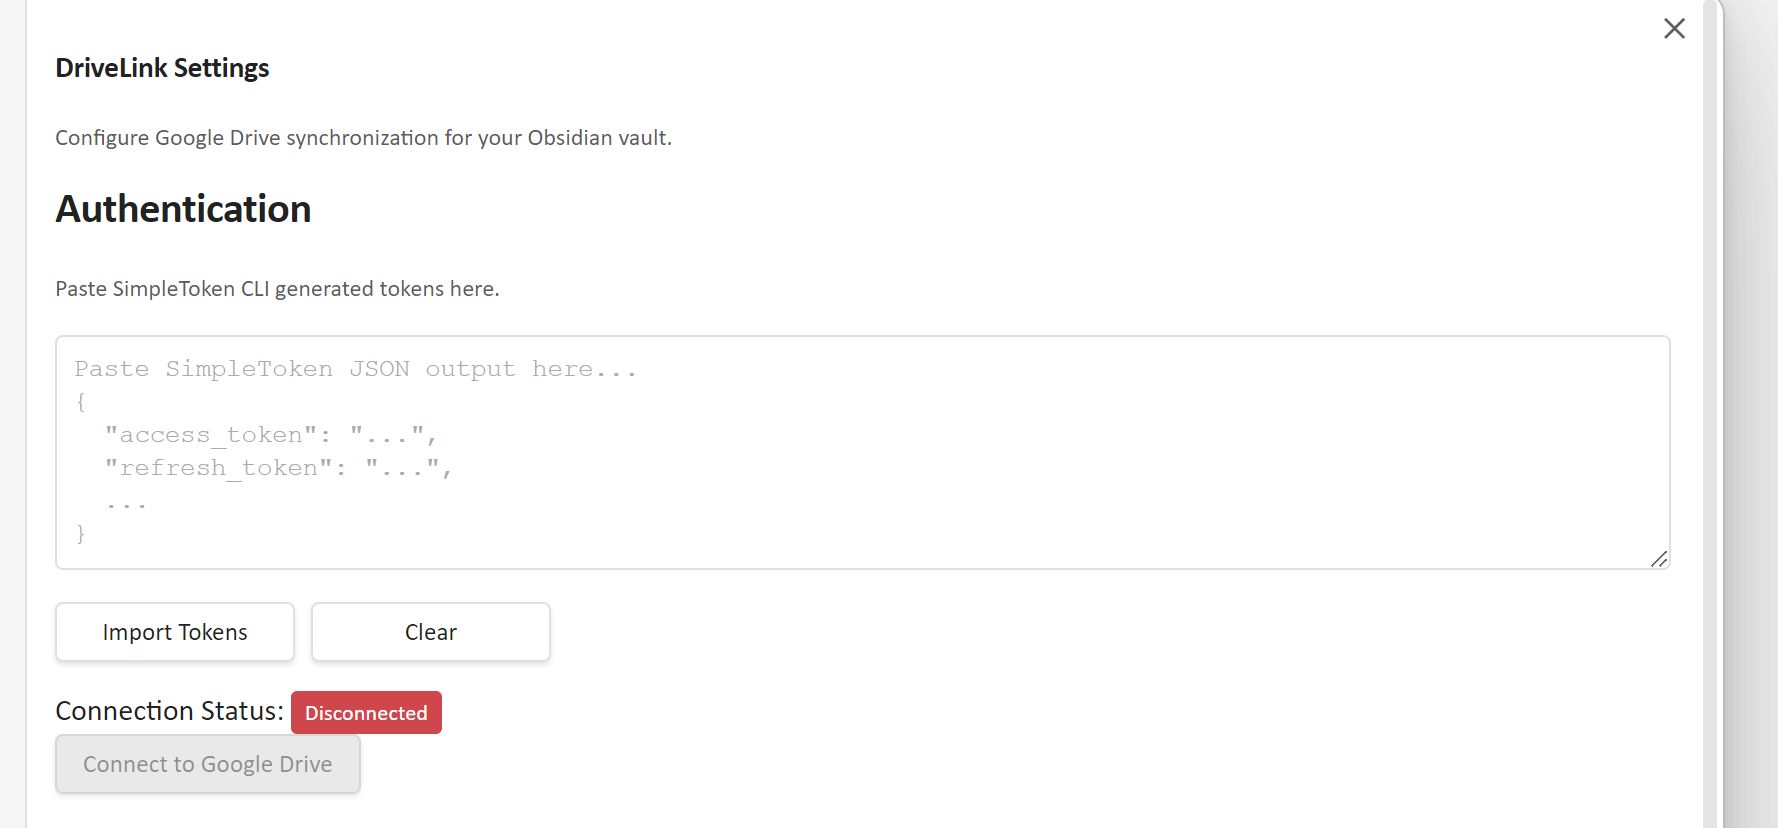 DriveLink Settings
Configure Google Drive synchronization for your Obsidian vault.
Authentication
Paste SimpleToken CLI generated tokens here.
Paste SimpleToken JSON output here...
{
  "access_token": "...",
  "refresh_token": "...",
  ...
}
Import Tokens Clear
Connection Status: Disconnected
Connect to Google Drive